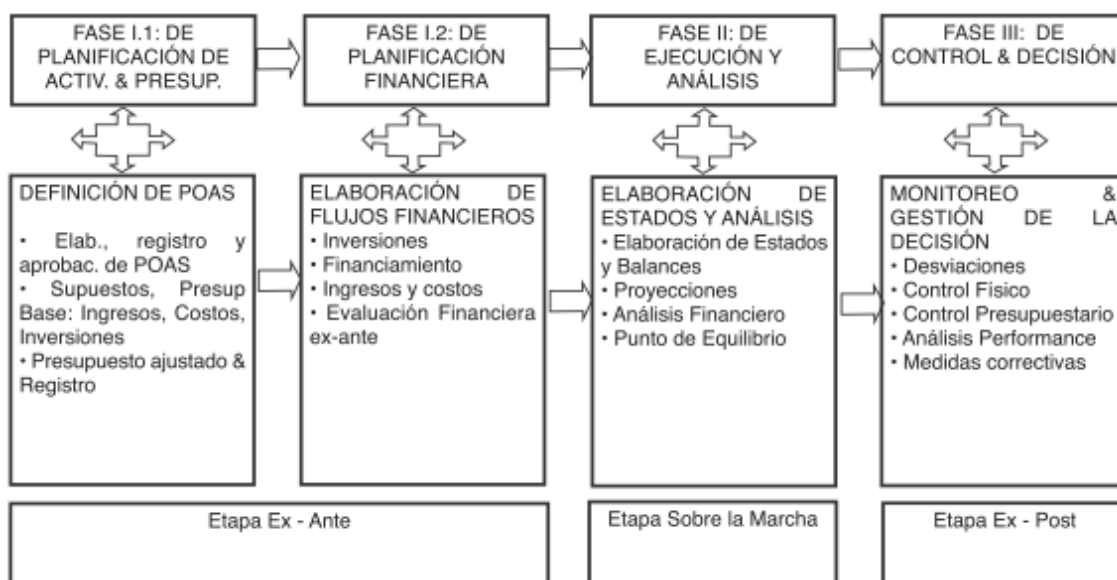 FASE I.1: DE
PLANIFICACIÓN DE
ACTIV. & PRESUP.
FASE I.2: DE
PLANIFICACIÓN
FINANCIERA
FASE II: DE
EJECUCIÓN Y
ANÁLISIS
FASE III: DE
CONTROL & DECISIÓN
DEFINICIÓN DE POAS
• Elab., registro y
aprobac. de POAS
• Supuestos, Presup
Base: Ingresos, Costos,
Inversiones
• Presupuesto ajustado &
Registro
ELABORACIÓN DE
FLUJOS FINANCIEROS
• Inversiones
• Financiamiento
• Ingresos y costos
• Evaluación Financiera
ex-ante
ELABORACIÓN DE
ESTADOS Y ANÁLISIS
• Elaboración de Estados
y Balances
• Proyecciones
• Análisis Financiero
• Punto de Equilibrio
MONITOREO &
GESTIÓN DE LA
DECISIÓN
• Desviaciones
• Control Físico
• Control Presupuestario
• Análisis Performance
• Medidas correctivas
Etapa Ex - Ante
Etapa Sobre la Marcha
Etapa Ex - Post